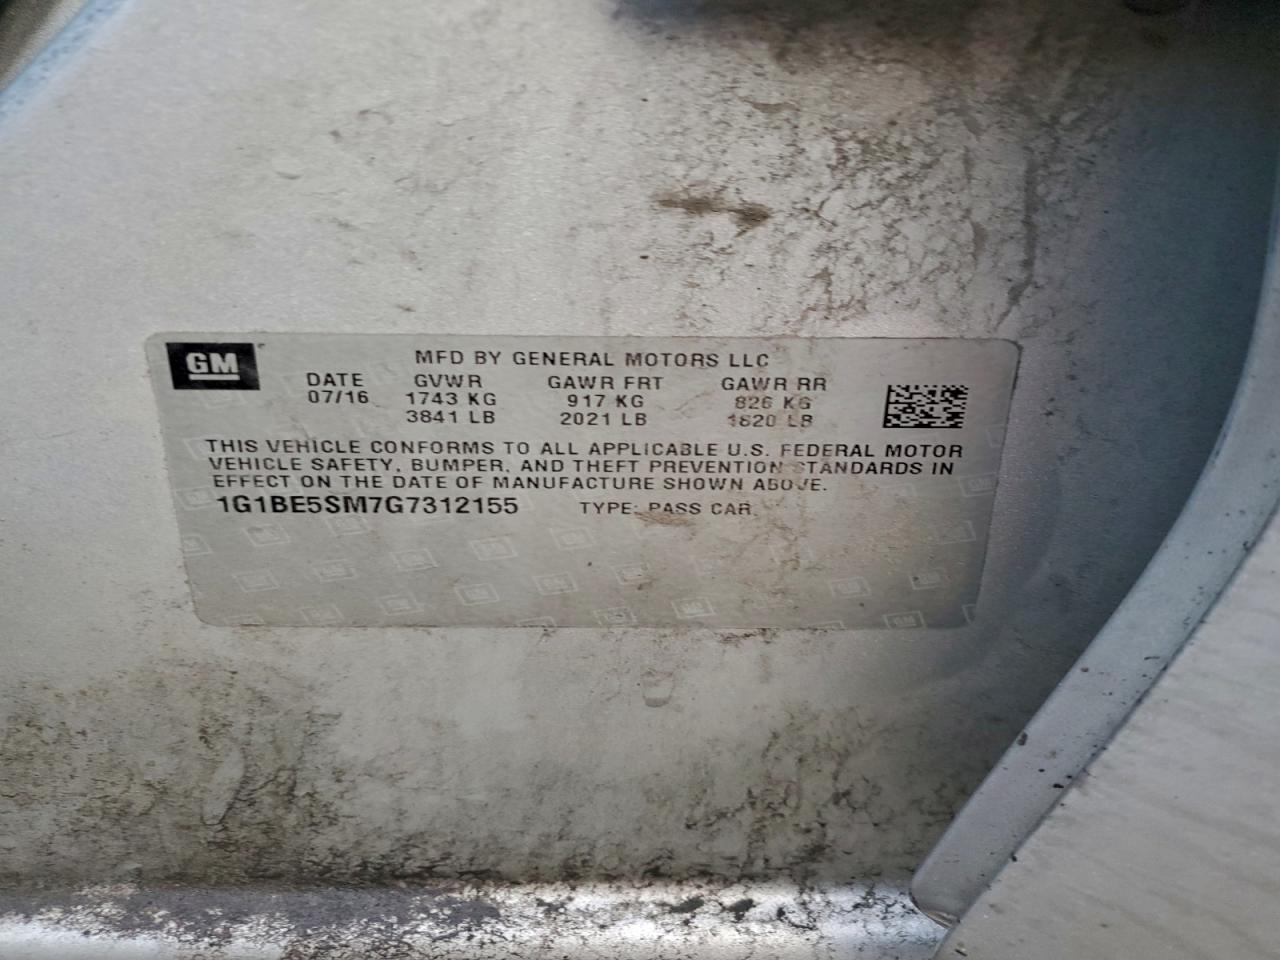 GM
MFD BY GENERAL MOTORS LLC
DATE GVWR GAWR FRT GAWR RR
07/16 1743 KG 917 KG 826 KG
3841 LB 2021 LB 1820 LB
THIS VEHICLE CONFORMS TO ALL APPLICABLE U.S. FEDERAL MOTOR
VEHICLE SAFETY, BUMPER, AND THEFT PREVENTION STANDARDS IN
EFFECT ON THE DATE OF MANUFACTURE SHOWN ABOVE.
1G1BE5SM7G7312155 TYPE: PASS CAR